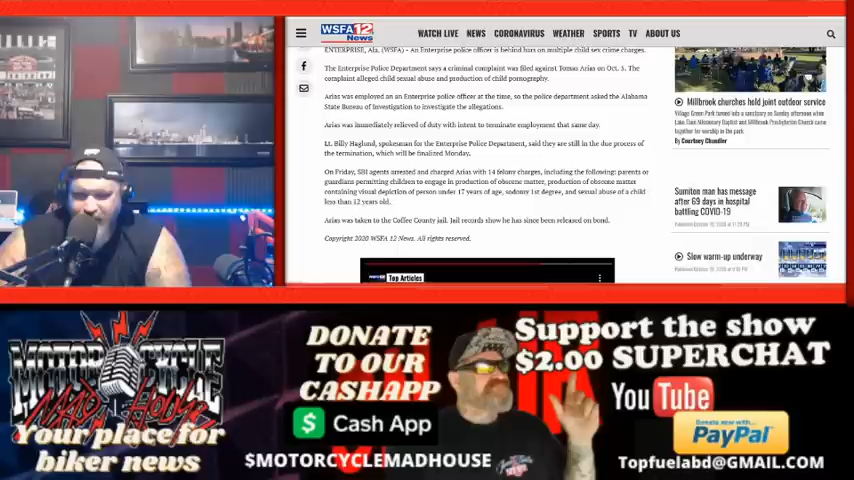 WSFA 12 News
WATCH LIVE NEWS CORONAVIRUS WEATHER SPORTS TV ABOUT US
ENTERPRISE, Ala. (WSFA) - An Enterprise police officer is behind bars on multiple child sex crime charges.
The Enterprise Police Department says a criminal complaint was filed against Tomas Arias on Oct. 5. The
complaint alleged child sexual abuse and production of child pornography.
Arias was employed an an Enterprise police officer at the time, so the police department asked the Alabama
State Bureau of Investigation to investigate the allegations.
Arias was immediately relieved of duty with intent to terminate employment that same day.
Lt. Billy Haglund, spokesman for the Enterprise Police Department, said they are still in the due process of
the termination, which will be finalized Monday.
On Friday, SBI agents arrested and charged Arias with 14 felony charges, including the following: parents or
guardians permitting children to engage in production of obscene matter, production of obscene matter
containing visual depiction of person under 17 years of age, sodomy 1st degree, and sexual abuse of a child
less than 12 years old.
Arias was taken to the Coffee County jail. Jail records show he has since been released on bond.
Copyright 2020 WSFA 12 News. All rights reserved.
Top Articles
Millbrook churches held joint outdoor service
By Courtney Chandler
Sumiton man has message
after 69 days in hospital
battling COVID-19
Slow warm-up underway
MOTORCYCLE
MAD HOUSE
Your place for
biker news
DONATE
TO OUR
CASHAPP
$ Cash App
$MOTORCYCLEMADHOUSE
Support the show
$2.00 SUPERCHAT
YouTube
Donate now with...
PayPal
Topfuelabd@GMAIL.COM